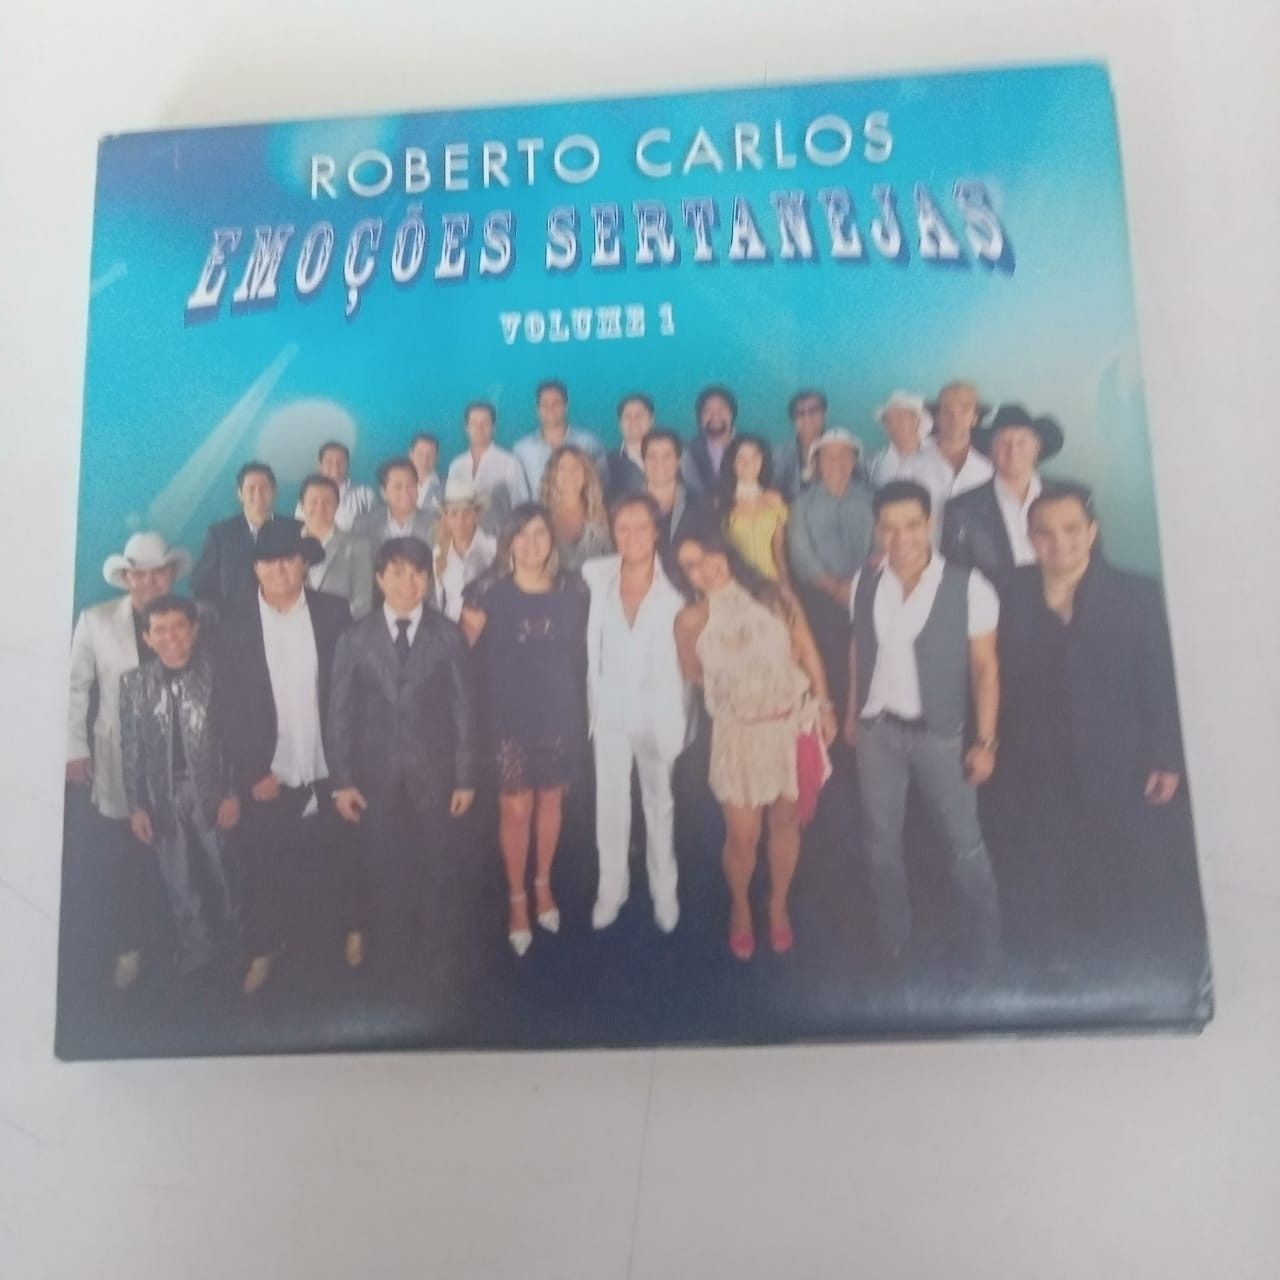 ROBERTO CARLOS
EMOÇÕES SERTANEJAS
VOLUME 1